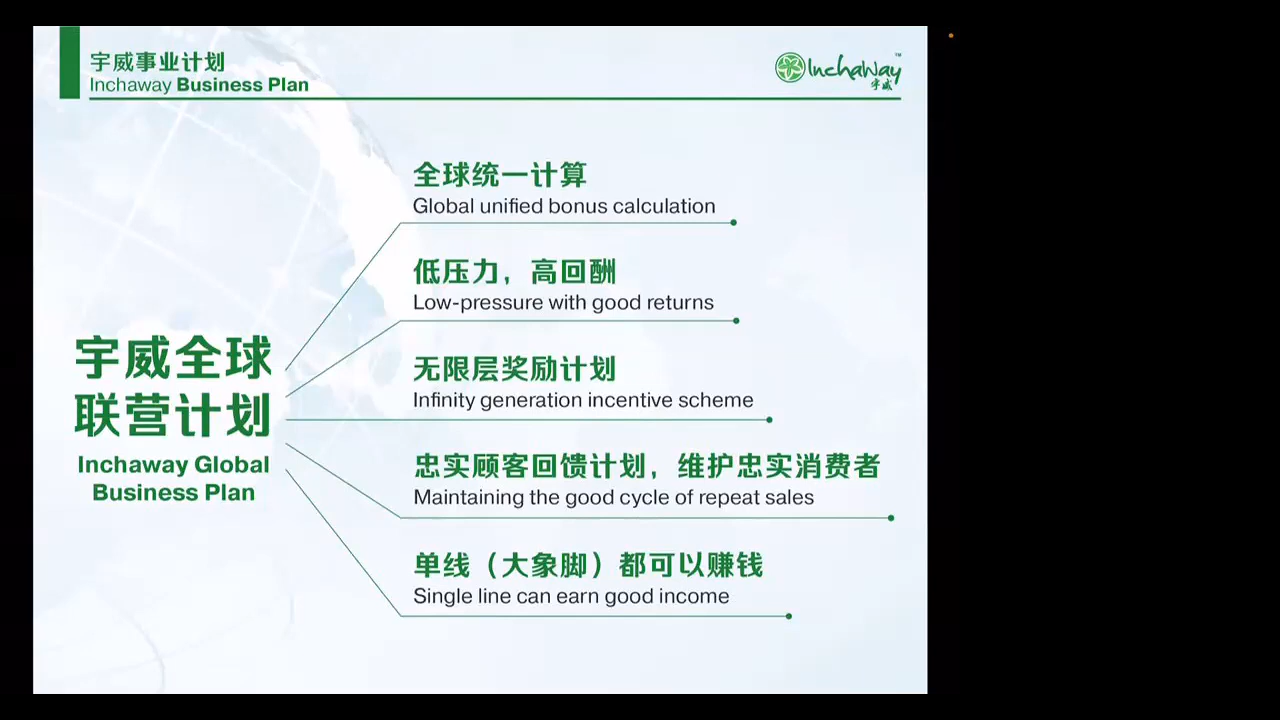 宇威事业计划
Inchaway Business Plan
Inchaway™
宇威
全球统一计算
Global unified bonus calculation
低压力，高回酬
Low-pressure with good returns
无限层奖励计划
Infinity generation incentive scheme
忠实顾客回馈计划，维护忠实消费者
Maintaining the good cycle of repeat sales
单线（大象脚）都可以赚钱
Single line can earn good income
宇威全球
联营计划
Inchaway Global
Business Plan